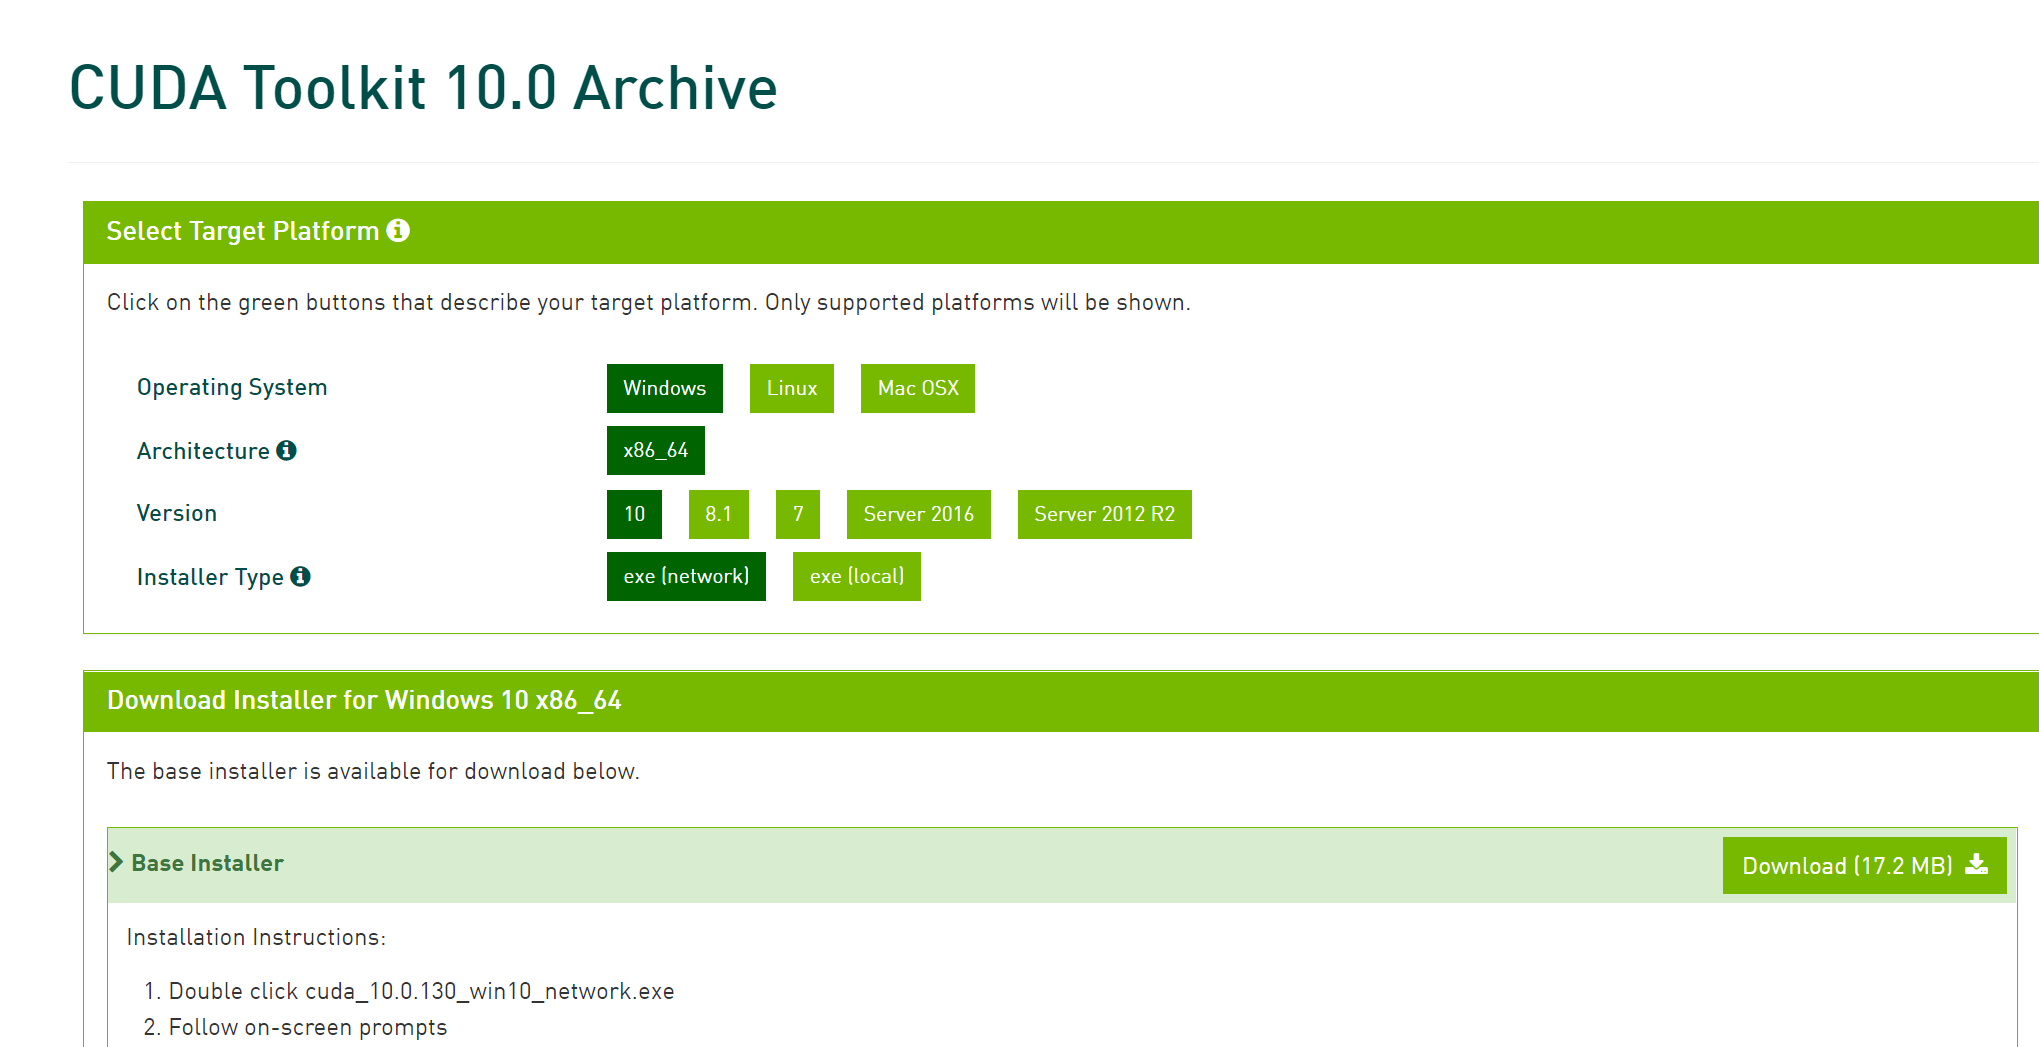 CUDA Toolkit 10.0 Archive
Select Target Platform
Click on the green buttons that describe your target platform. Only supported platforms will be shown.
Operating System Windows Linux Mac OSX
Architecture x86_64
Version 10 8.1 7 Server 2016 Server 2012 R2
Installer Type exe (network) exe (local)
Download Installer for Windows 10 x86_64
The base installer is available for download below.
Base Installer Download (17.2 MB)
Installation Instructions:
1. Double click cuda_10.0.130_win10_network.exe
2. Follow on-screen prompts